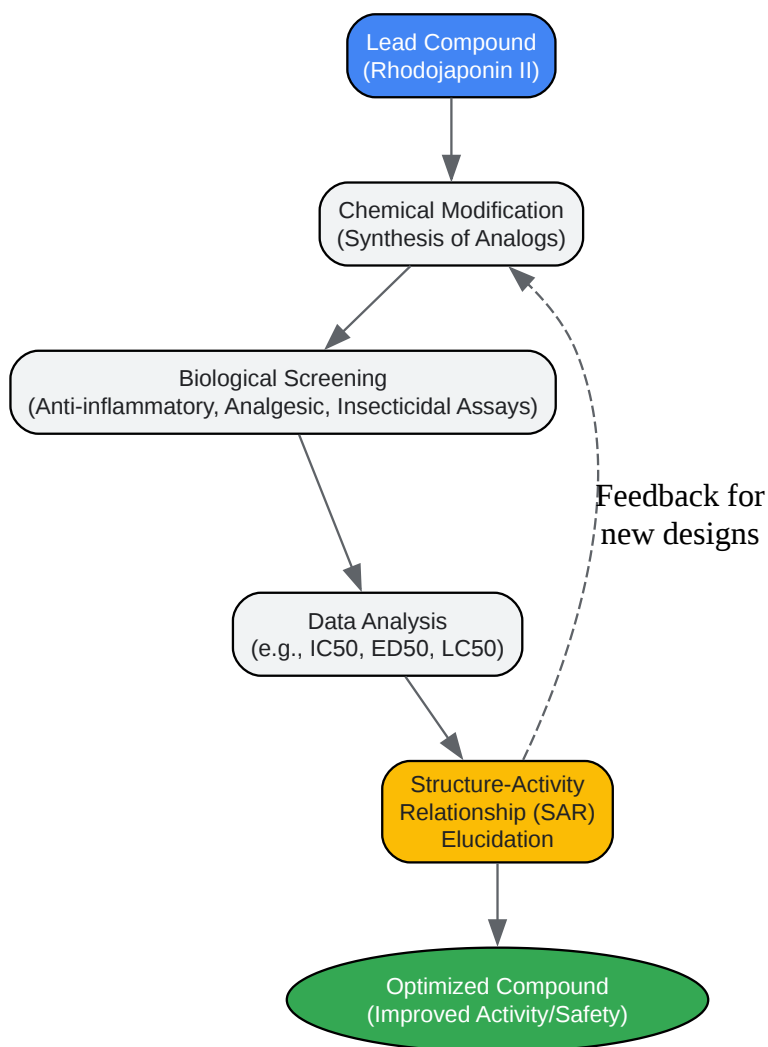 Lead Compound
(Rhodojaponin II)
Chemical Modification
(Synthesis of Analogs)
Biological Screening
(Anti-inflammatory, Analgesic, Insecticidal Assays)
Feedback for
new designs
Data Analysis
(e.g., IC50, ED50, LC50)
Structure-Activity
Relationship (SAR)
Elucidation
Optimized Compound
(Improved Activity/Safety)